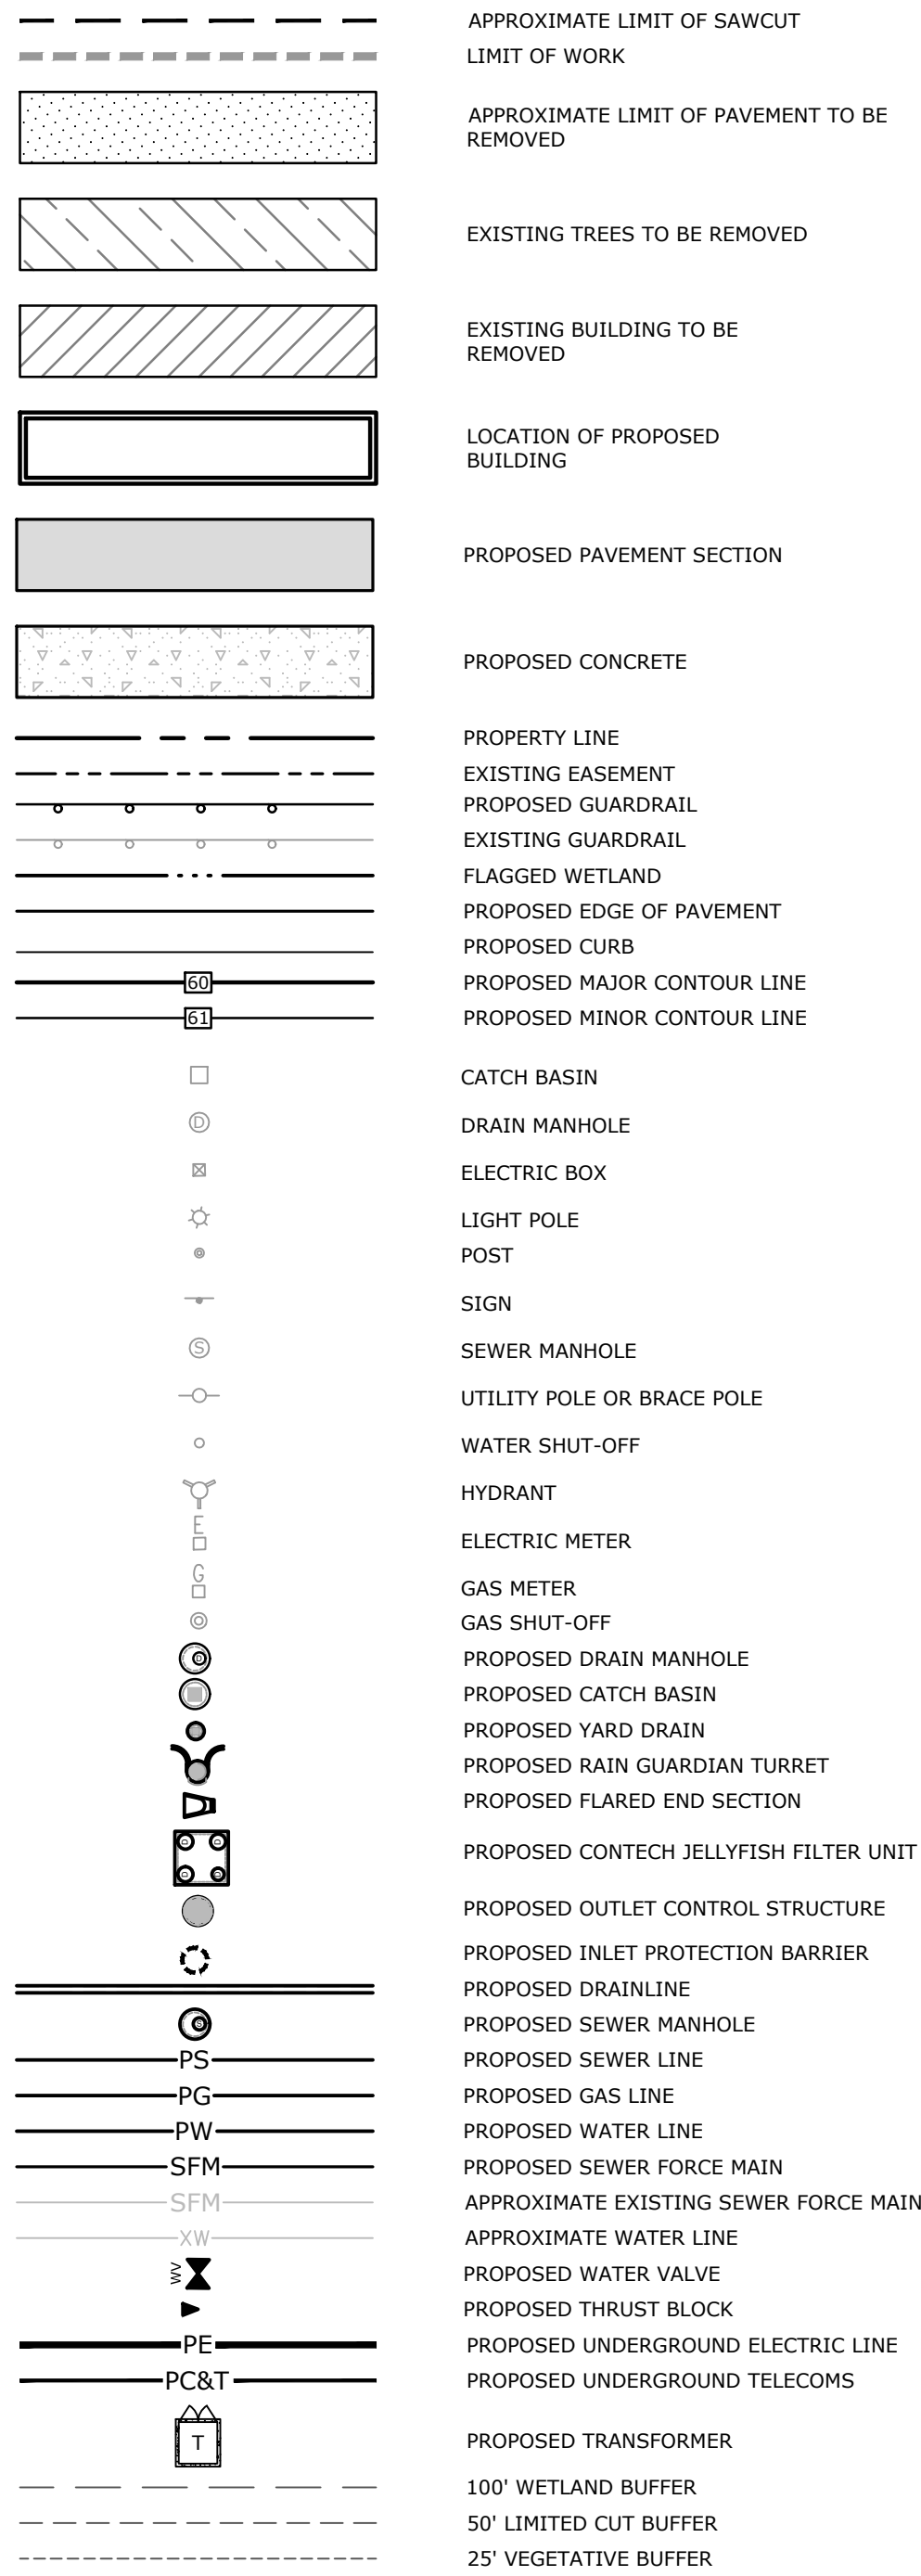 APPROXIMATE LIMIT OF SAWCUT
LIMIT OF WORK
APPROXIMATE LIMIT OF PAVEMENT TO BE
REMOVED
EXISTING TREES TO BE REMOVED
EXISTING BUILDING TO BE
REMOVED
LOCATION OF PROPOSED
BUILDING
PROPOSED PAVEMENT SECTION
PROPOSED CONCRETE
PROPERTY LINE
EXISTING EASEMENT
PROPOSED GUARDRAIL
EXISTING GUARDRAIL
FLAGGED WETLAND
PROPOSED EDGE OF PAVEMENT
PROPOSED CURB
60 PROPOSED MAJOR CONTOUR LINE
61 PROPOSED MINOR CONTOUR LINE
CATCH BASIN
D DRAIN MANHOLE
ELECTRIC BOX
LIGHT POLE
POST
SIGN
S SEWER MANHOLE
UTILITY POLE OR BRACE POLE
WATER SHUT-OFF
HYDRANT
E ELECTRIC METER
G GAS METER
GAS SHUT-OFF
D PROPOSED DRAIN MANHOLE
PROPOSED CATCH BASIN
PROPOSED YARD DRAIN
PROPOSED RAIN GUARDIAN TURRET
PROPOSED FLARED END SECTION
D D
D D PROPOSED CONTECH JELLYFISH FILTER UNIT
PROPOSED OUTLET CONTROL STRUCTURE
PROPOSED INLET PROTECTION BARRIER
PROPOSED DRAINLINE
S PROPOSED SEWER MANHOLE
PS PROPOSED SEWER LINE
PG PROPOSED GAS LINE
PW PROPOSED WATER LINE
SFM PROPOSED SEWER FORCE MAIN
SFM APPROXIMATE EXISTING SEWER FORCE MAIN
XW APPROXIMATE WATER LINE
WV PROPOSED WATER VALVE
PROPOSED THRUST BLOCK
PE PROPOSED UNDERGROUND ELECTRIC LINE
PC&T PROPOSED UNDERGROUND TELECOMS
T PROPOSED TRANSFORMER
100' WETLAND BUFFER
50' LIMITED CUT BUFFER
25' VEGETATIVE BUFFER